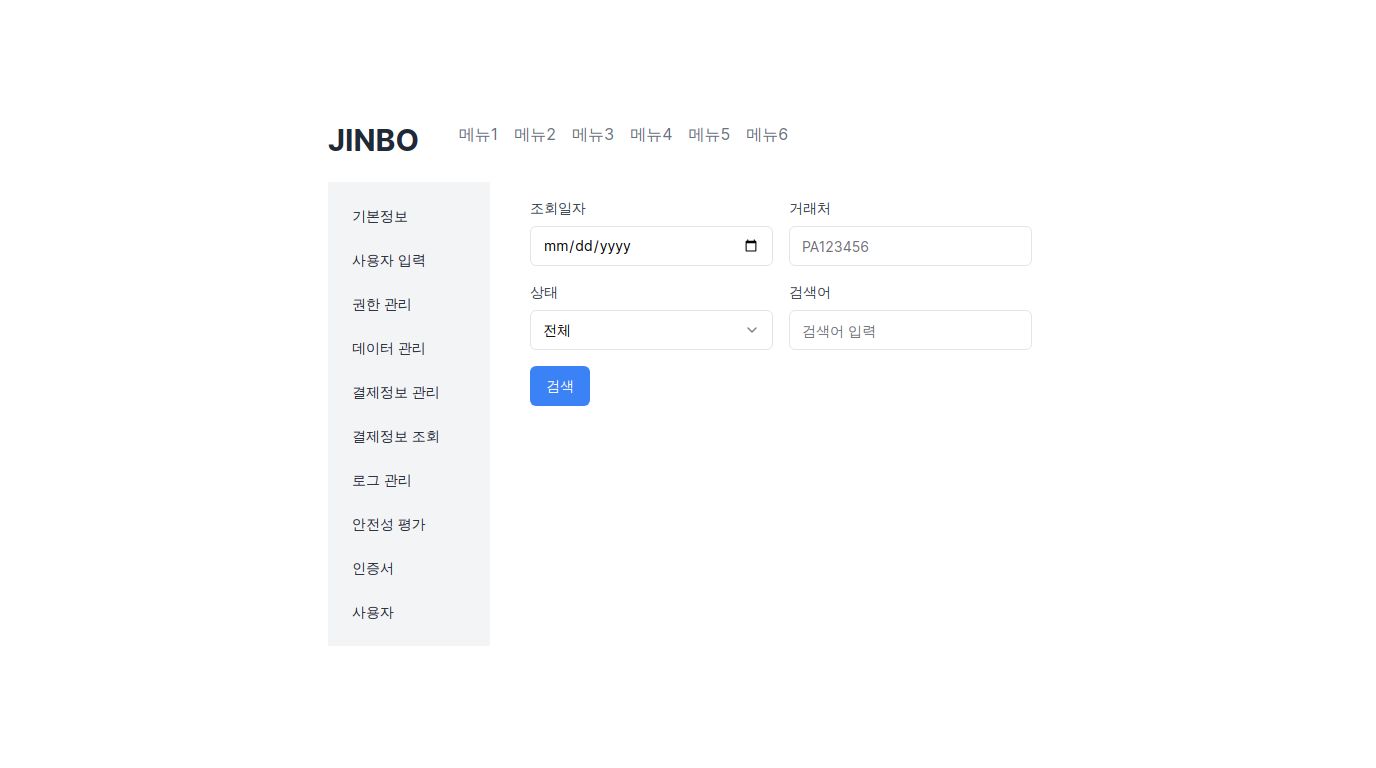 JINBO
메뉴1 메뉴2 메뉴3 메뉴4 메뉴5 메뉴6
기본정보
사용자 입력
권한 관리
데이터 관리
결제정보 관리
결제정보 조회
로그 관리
안전성 평가
인증서
사용자
조회일자
mm/dd/yyyy
거래처
PA123456
상태
전체
검색어
검색어 입력
검색